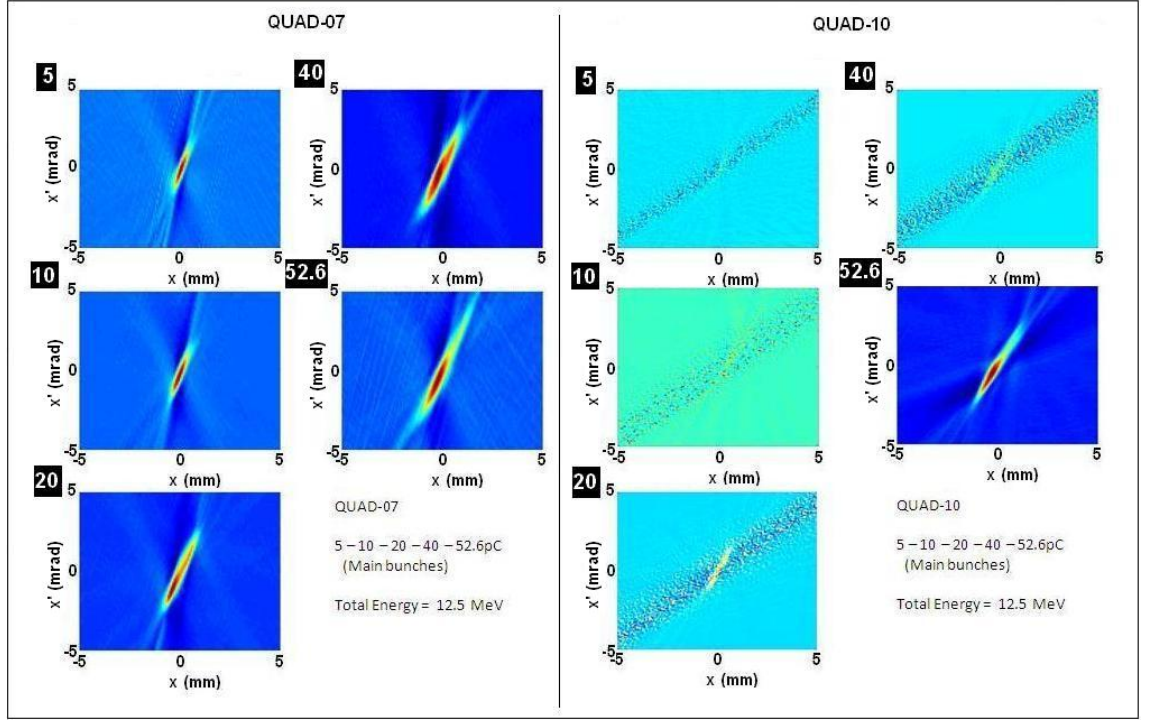 QUAD-07
5
5
x' (mrad)
0
-5
-5
0
5
x (mm)
40
5
x' (mrad)
0
-5
-5
0
5
x (mm)
10
5
x' (mrad)
0
-5
-5
0
5
x (mm)
52.6
5
x' (mrad)
0
-5
-5
0
5
x (mm)
20
5
x' (mrad)
0
-5
-5
0
5
x (mm)
QUAD-07
5 – 10 – 20 – 40 – 52.6pC
(Main bunches)
Total Energy = 12.5 MeV
QUAD-10
5
5
x' (mrad)
0
-5
-5
0
5
x (mm)
40
5
x' (mrad)
0
-5
-5
0
5
x (mm)
10
5
x' (mrad)
0
-5
-5
0
5
x (mm)
52.6
5
x' (mrad)
0
-5
-5
0
5
x (mm)
20
5
x' (mrad)
0
-5
-5
0
5
x (mm)
QUAD-10
5 – 10 – 20 – 40 – 52.6pC
(Main bunches)
Total Energy = 12.5 MeV